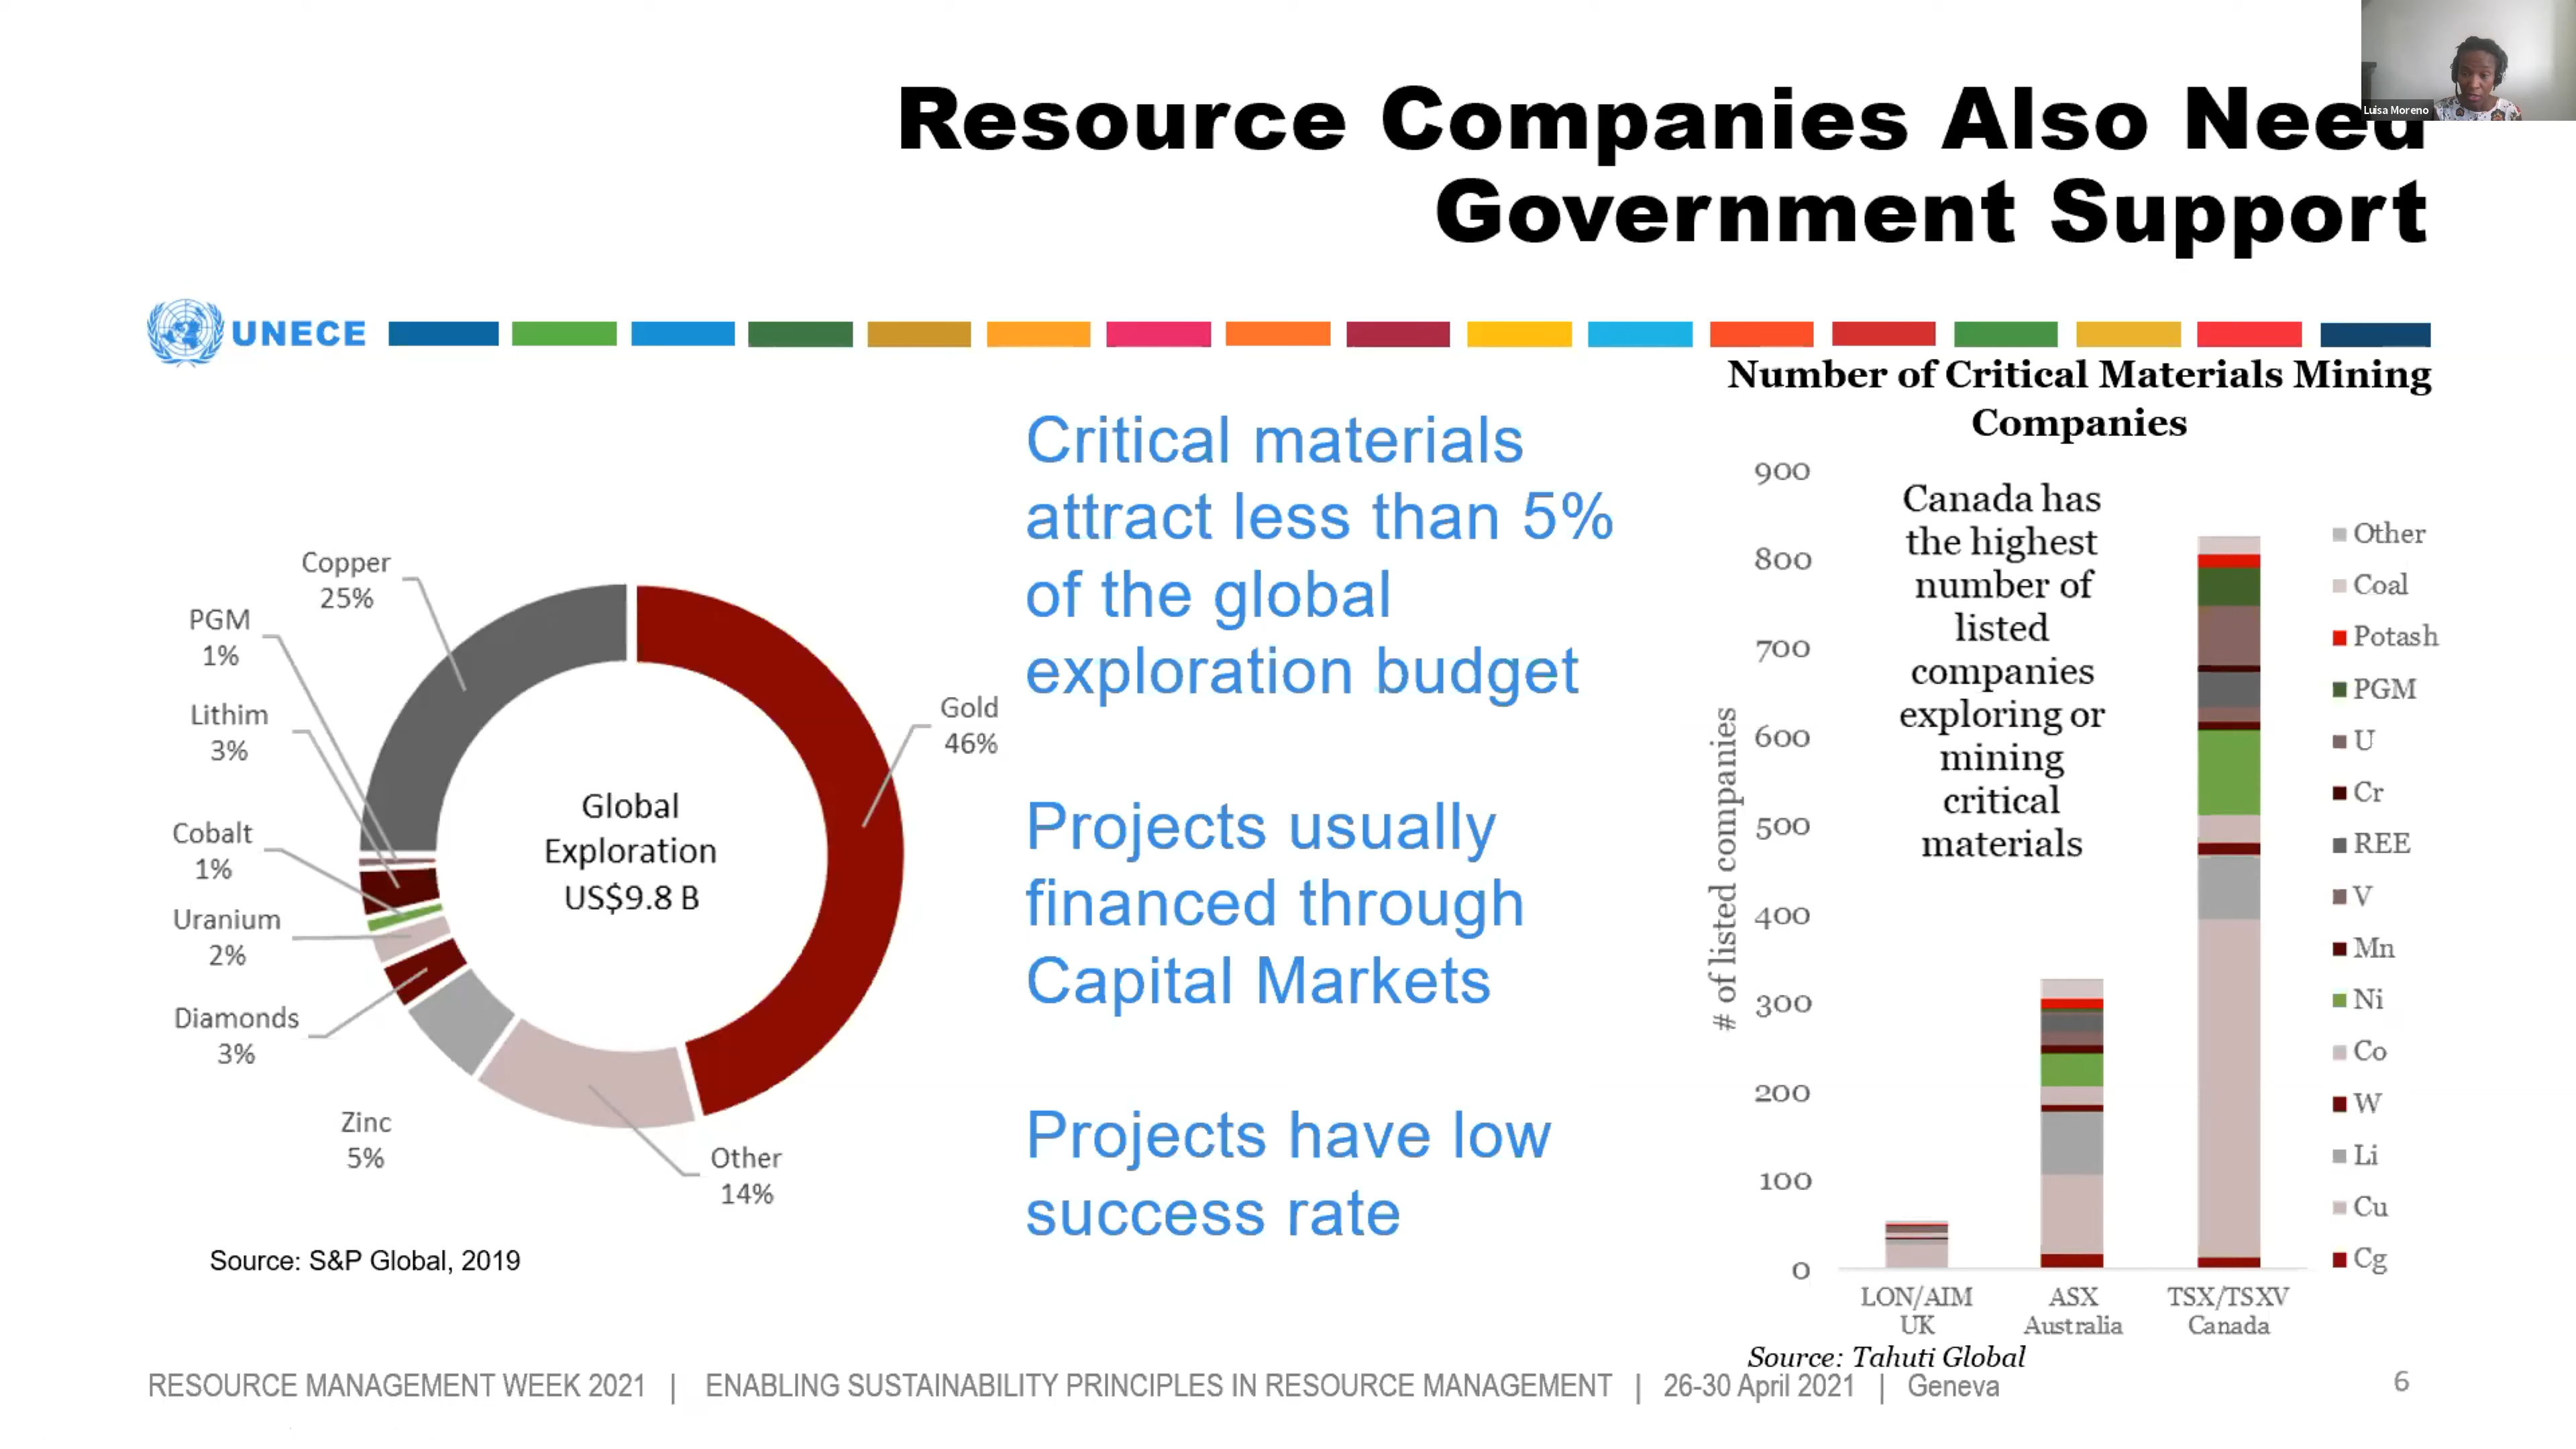 Luisa Moreno
Resource Companies Also Need
Government Support
UNECE
Copper
25%
PGM
1%
Lithim
3%
Cobalt
1%
Uranium
2%
Diamonds
3%
Zinc
5%
Other
14%
Gold
46%
Global
Exploration
US$9.8 B
Source: S&P Global, 2019
Critical materials
attract less than 5%
of the global
exploration budget
Projects usually
financed through
Capital Markets
Projects have low
success rate
Number of Critical Materials Mining
Companies
# of listed companies
900
800
700
600
500
400
300
200
100
0
Canada has
the highest
number of
listed
companies
exploring or
mining
critical
materials
Other
Coal
Potash
PGM
U
Cr
REE
V
Mn
Ni
Co
W
Li
Cu
Cg
LON/AIM
UK
ASX
Australia
TSX/TSXV
Canada
Source: Tahuti Global
RESOURCE MANAGEMENT WEEK 2021 | ENABLING SUSTAINABILITY PRINCIPLES IN RESOURCE MANAGEMENT | 26-30 April 2021 | Geneva
6